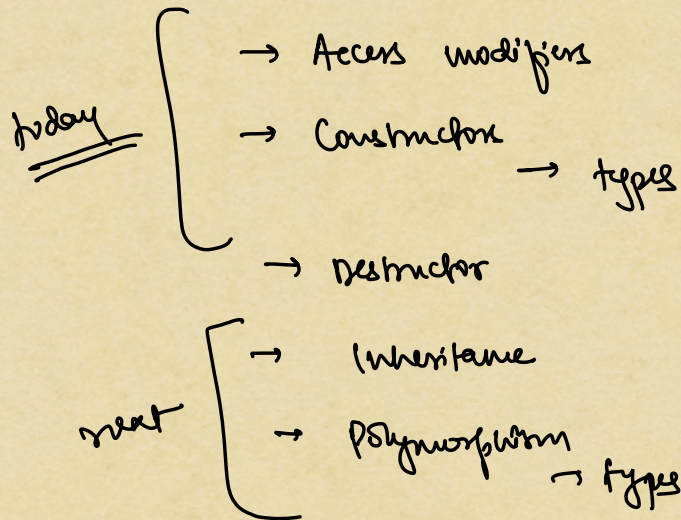 today
→ Access modifiers
→ Constructors
→ types
→ Destructor
next
→ Inheritance
→ Polymorphism
→ types